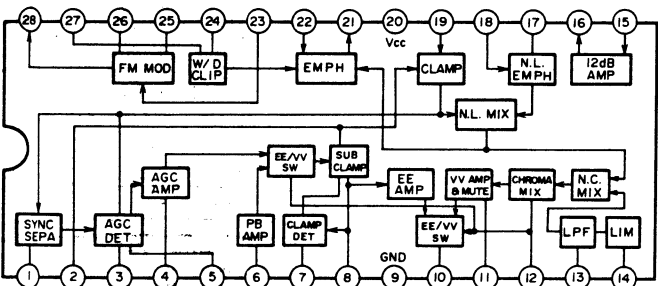 28 27 26 25 24 23 22 21 20 19 18 17 16 15
Vcc
FM MOD
W/D
CLIP
EMPH
CLAMP
N.L.
EMPH
12dB
AMP
N.L. MIX
EE/VV
SW
SUB
CLAMP
AGC
AMP
EE
AMP
VV AMP
& MUTE
CHROMA
MIX
N.C.
MIX
SYNC
SEPA
AGC
DET
PB
AMP
CLAMP
DET
EE/VV
SW
LPF
LIM
GND
1 2 3 4 5 6 7 8 9 10 11 12 13 14